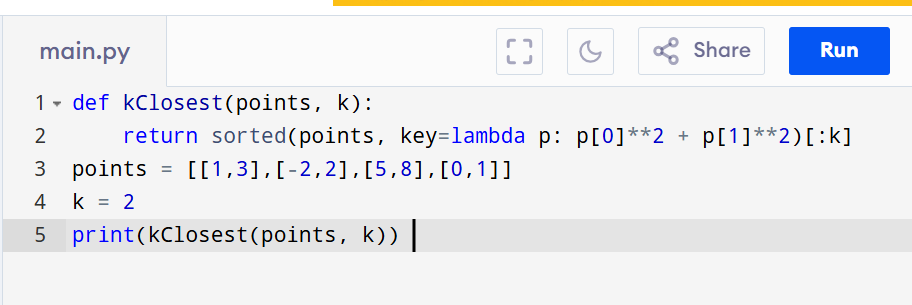 main.py
Share
Run
1 def kClosest(points, k):
2     return sorted(points, key=lambda p: p[0]**2 + p[1]**2)[:k]
3 points = [[1,3],[-2,2],[5,8],[0,1]]
4 k = 2
5 print(kClosest(points, k))